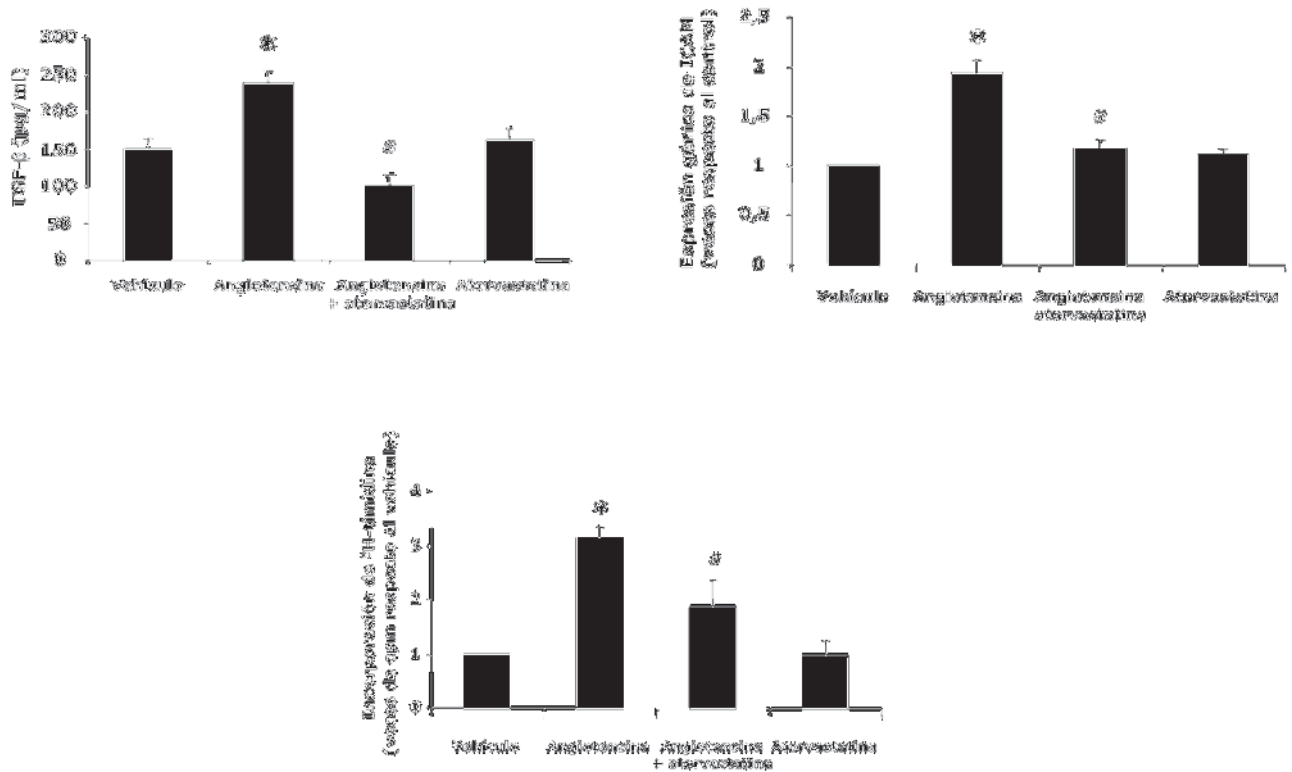 TGF-β (pg/mL)
300
250
200
150
100
50
0
*
#
Vehículo
Angiotensina
Angiotensina
+ atorvastatina
Atorvastatina
Expresión génica de ICAM
(veces respecto al control)
2,5
2
1,5
1
0,5
0
*
#
Vehículo
Angiotensina
Angiotensina
atorvastatina
Atorvastatina
Incorporación de ³H-timidina
(veces de cpm respecto al vehículo)
4
3
2
1
0
*
#
Vehículo
Angiotensina
Angiotensina
+ atorvastatina
Atorvastatina